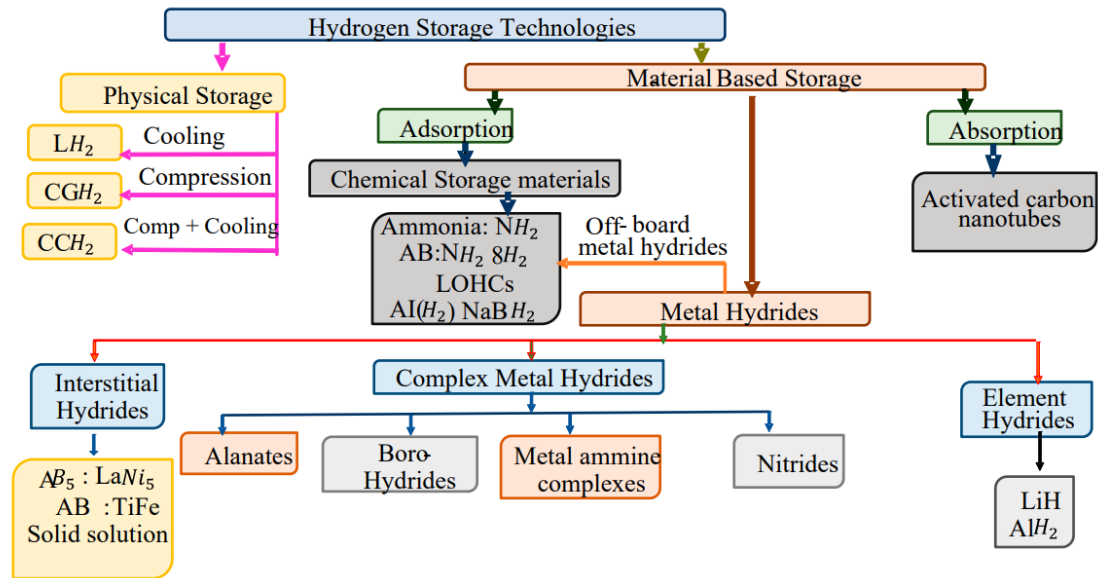 Hydrogen Storage Technologies
Physical Storage
Material Based Storage
LH₂
Cooling
CGH₂
Compression
CCH₂
Comp + Cooling
Adsorption
Absorption
Chemical Storage materials
Activated carbon
nanotubes
Ammonia: NH₂
AB:NH₂ 8H₂
LOHCs
AI(H₂) NaBH₂
Off- board
metal hydrides
Metal Hydrides
Interstitial
Hydrides
Complex Metal Hydrides
Element
Hydrides
Alanates
Boro-
Hydrides
Metal ammine
complexes
Nitrides
AB₅ : LaNi₅
AB :TiFe
Solid solution
LiH
AlH₂